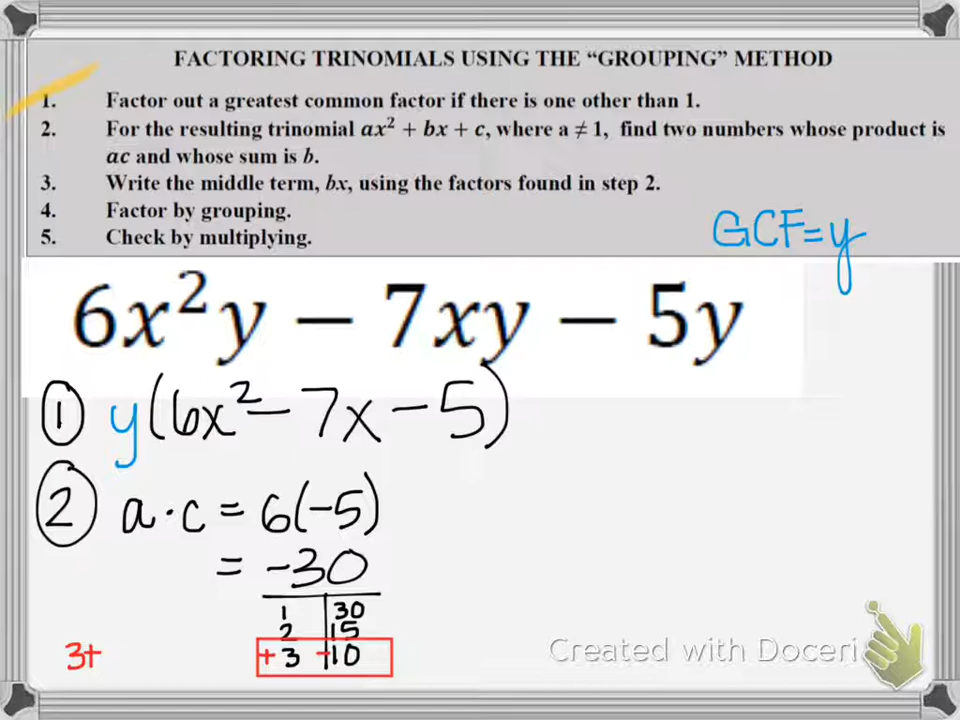 FACTORING TRINOMIALS USING THE “GROUPING” METHOD
1. Factor out a greatest common factor if there is one other than 1.
2. For the resulting trinomial ax² + bx + c, where a ≠ 1, find two numbers whose product is
ac and whose sum is b.
3. Write the middle term, bx, using the factors found in step 2.
4. Factor by grouping.
5. Check by multiplying.
GCF=y
6x²y − 7xy − 5y
① y(6x² − 7x − 5)
② a · c = 6(−5)
= −30
1 30
2 15
+3 −10
3+
Created with Doceri